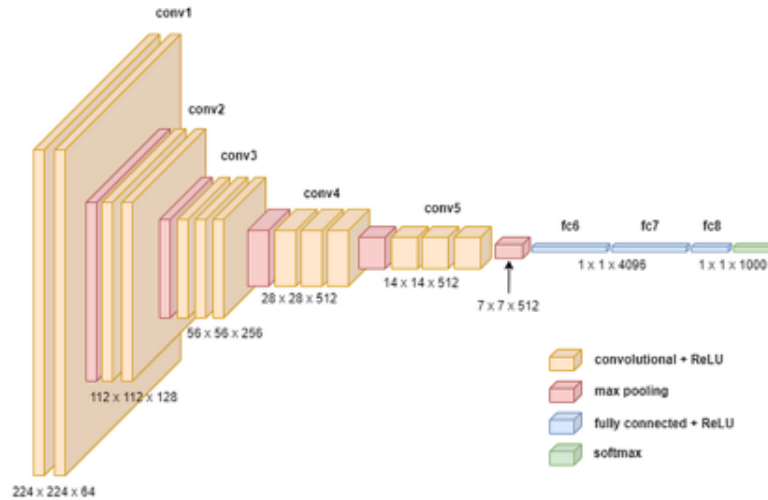 conv1
conv2
conv3
conv4
conv5
fc6
fc7
fc8
1 x 1 x 4096
1 x 1 x 1000
14 x 14 x 512
28 x 28 x 512
7 x 7 x 512
56 x 56 x 256
112 x 112 x 128
224 x 224 x 64
convolutional + ReLU
max pooling
fully connected + ReLU
softmax